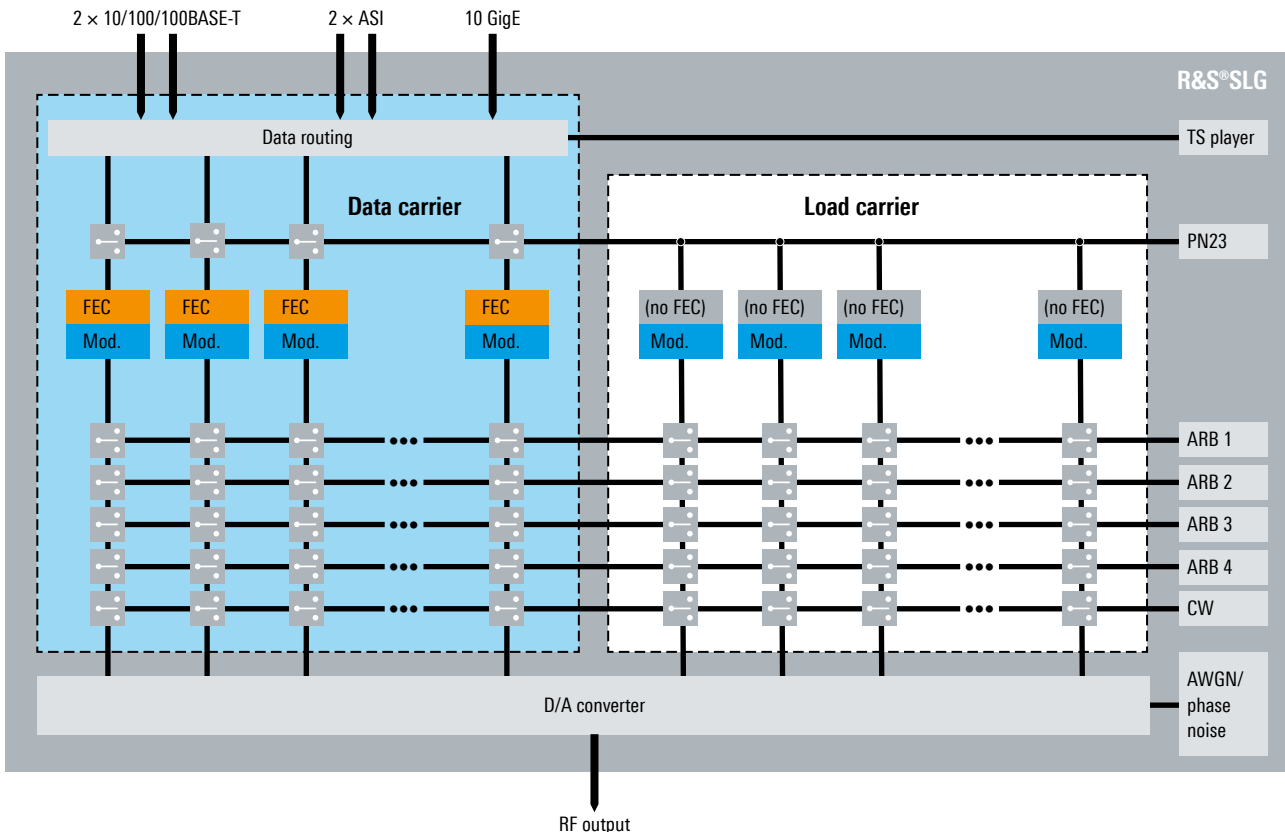 2 × 10/100/100BASE-T
2 × ASI
10 GigE
R&S®SLG
Data routing
TS player
Data carrier
Load carrier
PN23
FEC
Mod.
FEC
Mod.
FEC
Mod.
FEC
Mod.
(no FEC)
Mod.
(no FEC)
Mod.
(no FEC)
Mod.
(no FEC)
Mod.
ARB 1
ARB 2
ARB 3
ARB 4
CW
D/A converter
AWGN/
phase
noise
RF output